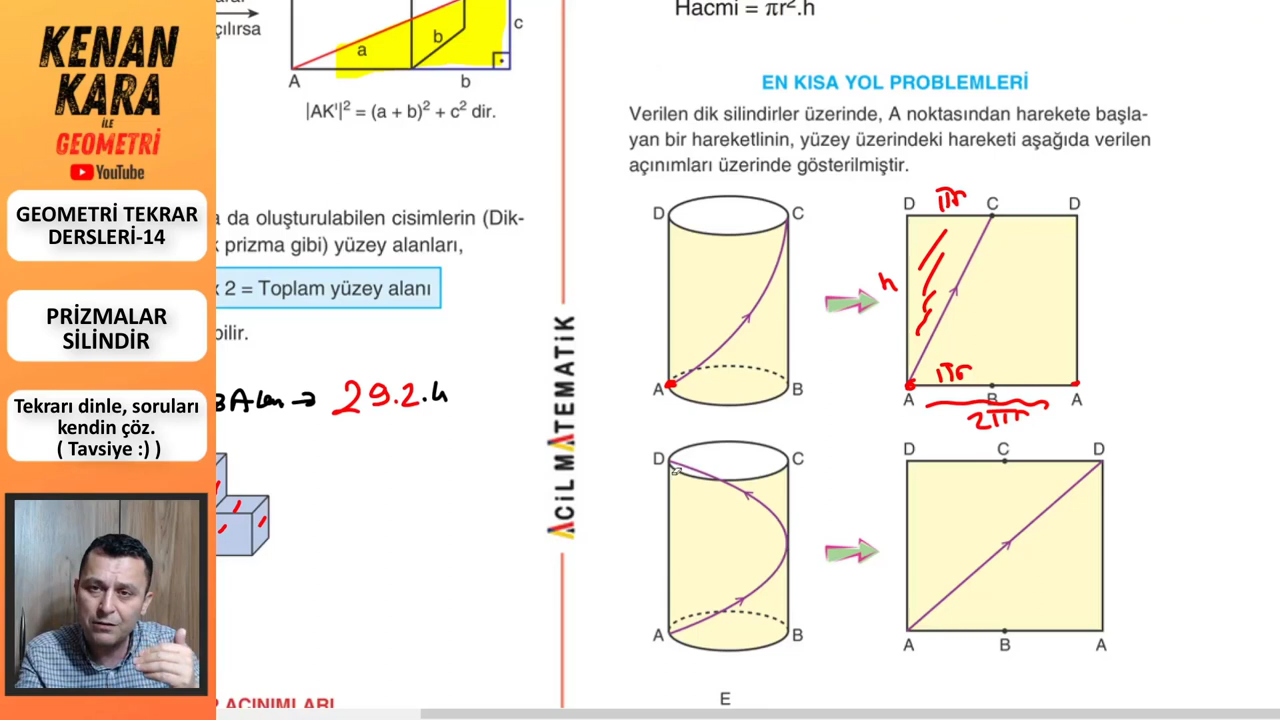 KENAN
KARA
İLE
GEOMETRİ
YouTube
GEOMETRİ TEKRAR
DERSLERİ-14
PRİZMALAR
SİLİNDİR
Tekrarı dinle, soruları
kendin çöz.
( Tavsiye :) )
çılırsa
a
b
c
A
b
|AK'|² = (a + b)² + c² dir.
a da oluşturulabilen cisimlerin (Dik-
prizma gibi) yüzey alanları,
x 2 = Toplam yüzey alanı
bilir.
29.2.h
AÇINIMLARI
ACİL MATEMATİK
Hacmi = πr².h
EN KISA YOL PROBLEMLERİ
Verilen dik silindirler üzerinde, A noktasından harekete başla-
yan bir hareketlinin, yüzey üzerindeki hareketi aşağıda verilen
açınımları üzerinde gösterilmiştir.
D C
A B
πr
D C D
h
πr
A B A
2πr
D C
A B
D C D
A B A
E